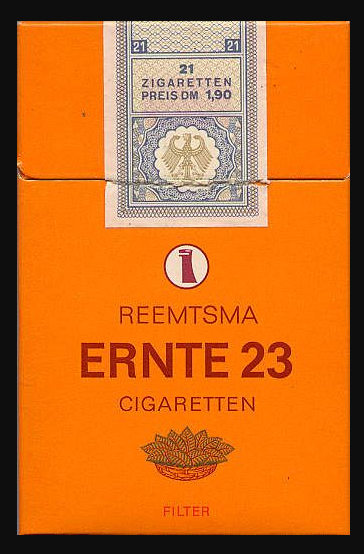 21 21
21
ZIGARETTEN
PREIS DM 1,90
REEMTSMA
ERNTE 23
CIGARETTEN
FILTER